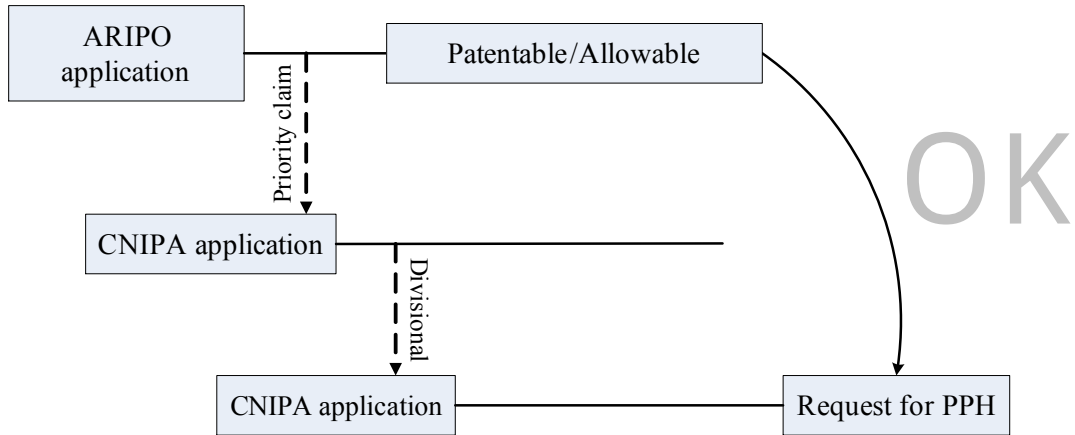 ARIPO
application
Patentable/Allowable
Priority claim
OK
CNIPA application
Divisional
CNIPA application
Request for PPH